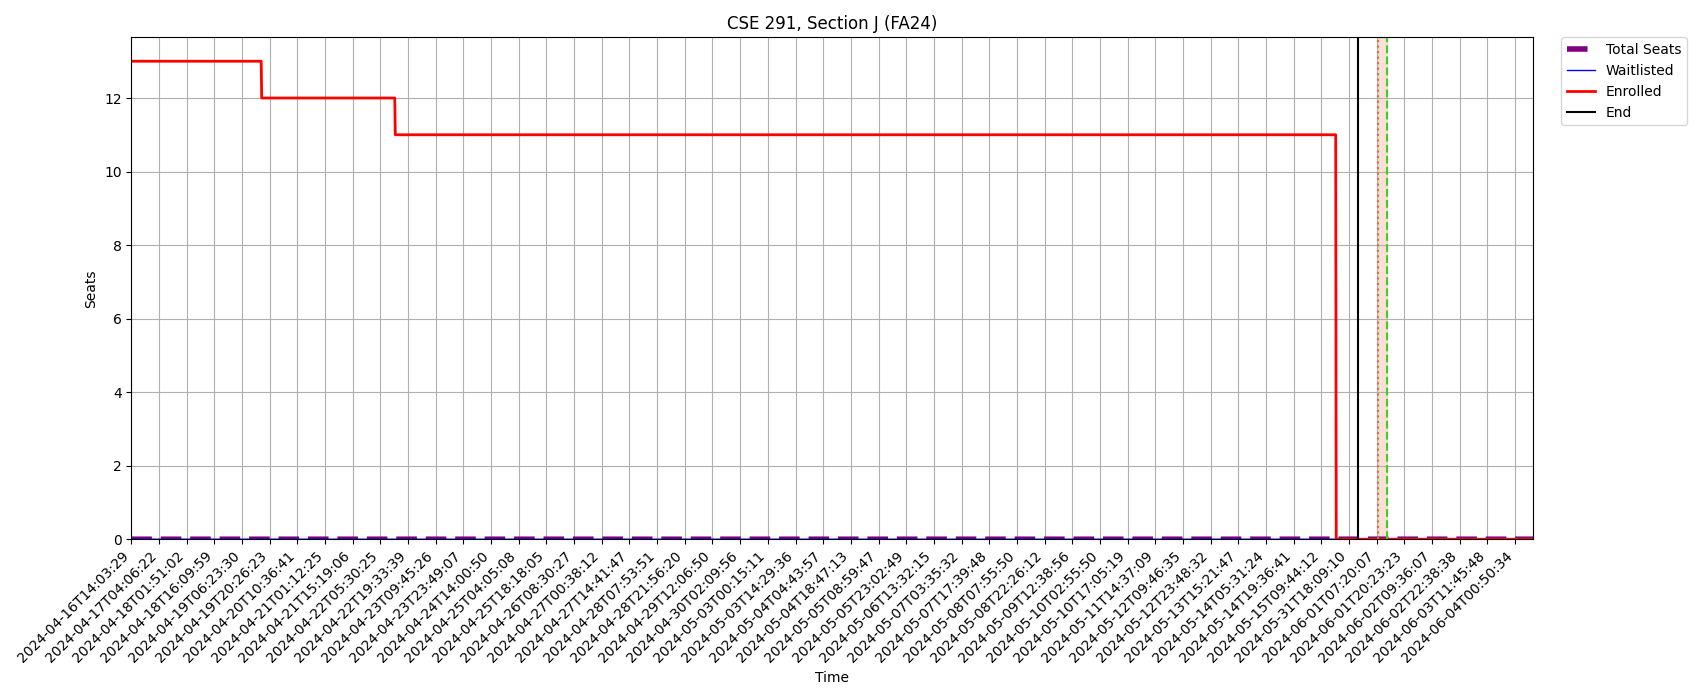 CSE 291, Section J (FA24)
Total Seats
Waitlisted
Enrolled
End
Seats
12
10
8
6
4
2
0
2024-04-16T14:03:29
2024-04-17T04:06:22
2024-04-18T01:51:02
2024-04-18T16:09:59
2024-04-19T06:23:30
2024-04-19T20:26:23
2024-04-20T10:36:41
2024-04-21T01:12:25
2024-04-21T15:19:06
2024-04-22T05:30:25
2024-04-22T19:33:39
2024-04-23T09:45:26
2024-04-23T23:49:07
2024-04-24T14:00:50
2024-04-25T04:05:08
2024-04-25T18:18:05
2024-04-26T08:30:27
2024-04-27T00:38:12
2024-04-27T14:41:47
2024-04-28T07:53:51
2024-04-28T21:56:20
2024-04-29T12:06:50
2024-04-30T02:09:56
2024-05-03T00:15:11
2024-05-03T14:29:36
2024-05-04T04:43:57
2024-05-04T18:47:13
2024-05-05T08:59:47
2024-05-05T23:02:49
2024-05-06T13:32:15
2024-05-07T03:35:32
2024-05-07T17:39:48
2024-05-08T07:55:50
2024-05-08T22:26:12
2024-05-09T12:38:56
2024-05-10T02:55:50
2024-05-10T17:05:19
2024-05-11T14:37:09
2024-05-12T09:46:35
2024-05-12T23:48:32
2024-05-13T15:21:47
2024-05-14T05:31:24
2024-05-14T19:36:41
2024-05-15T09:44:12
2024-05-31T18:09:10
2024-06-01T07:20:07
2024-06-01T20:23:23
2024-06-02T09:36:07
2024-06-02T22:38:38
2024-06-03T11:45:48
2024-06-04T00:50:34
Time